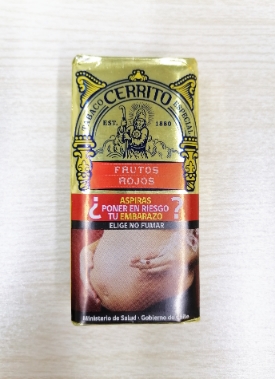 TABACO CERRITO ESPECIAL
EST. 1880
FRUTOS
ROJOS
¿ASPIRAS
PONER EN RIESGO
TU EMBARAZO?
ELIGE NO FUMAR
Ministerio de Salud - Gobierno de Chile